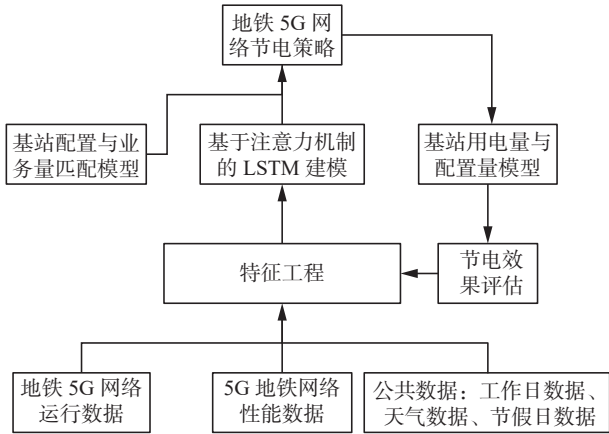 地铁 5G 网
络节电策略
基站配置与业
务量匹配模型
基于注意力机制
的 LSTM 建模
基站用电量与
配置量模型
特征工程
节电效
果评估
地铁 5G 网络
运行数据
5G 地铁网络
性能数据
公共数据：工作日数据、
天气数据、节假日数据